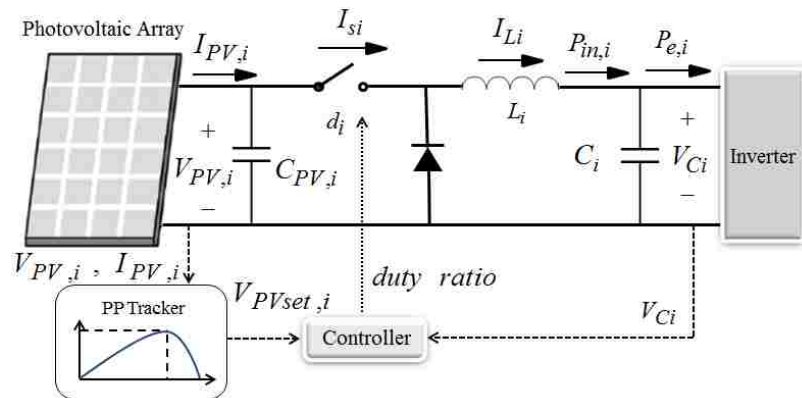 Photovoltaic Array
I_{PV,i}
I_{si}
I_{Li}
P_{in,i}
P_{e,i}
+
V_{PV,i}
−
C_{PV,i}
d_i
L_i
C_i
+
V_{Ci}
−
Inverter
V_{PV,i} , I_{PV,i}
duty ratio
PP Tracker
V_{PVset,i}
Controller
V_{Ci}